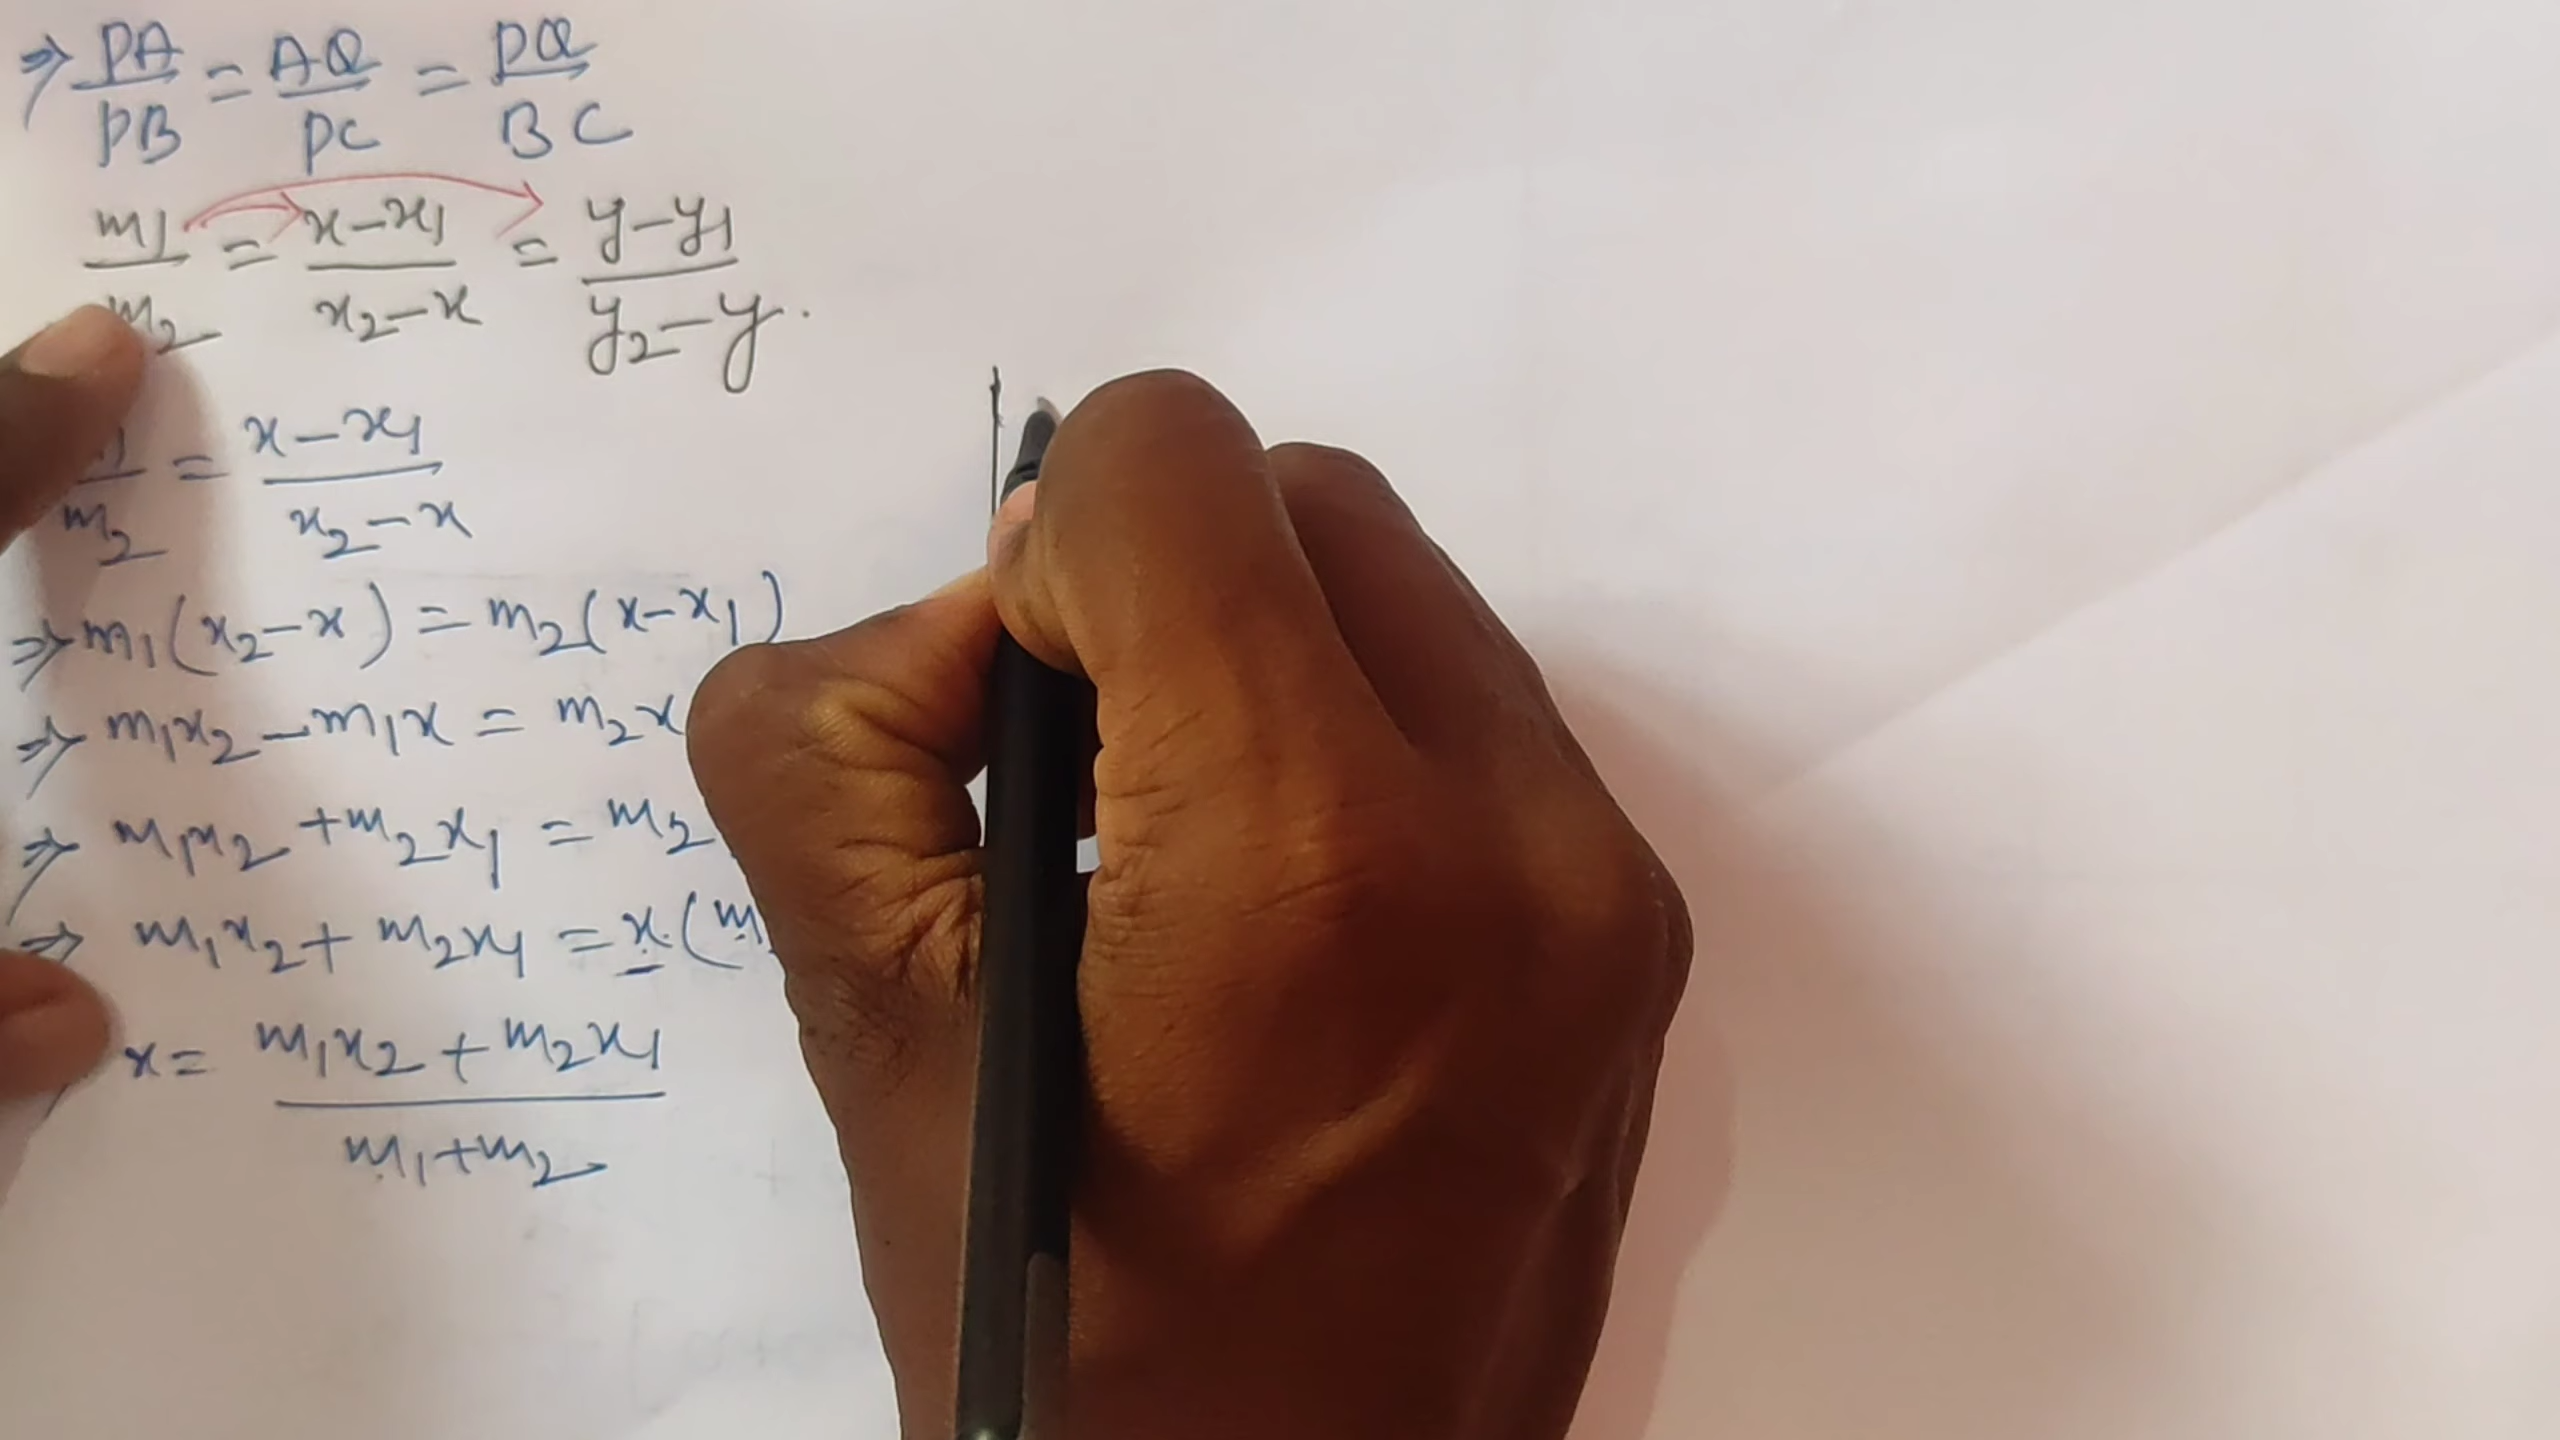 ⇒ PA/PB = AQ/PC = PQ/BC
m1/m2 = x-x1/x2-x = y-y1/y2-y.
/m2 = x-x1/x2-x
⇒ m1(x2-x) = m2(x-x1)
⇒ m1x2-m1x = m2x
⇒ m1x2+m2x1 = m2
⇒ m1x2+m2x1 = x(m
x = m1x2+m2x1/m1+m2